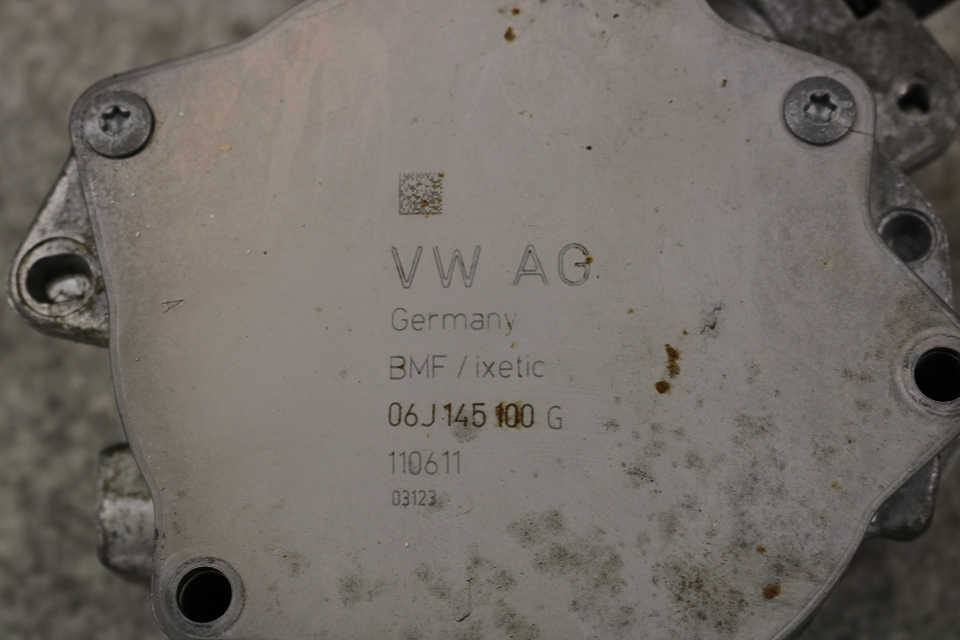 VW AG
Germany
BMF / ixetic
06J 145 100 G
110611
03123
A